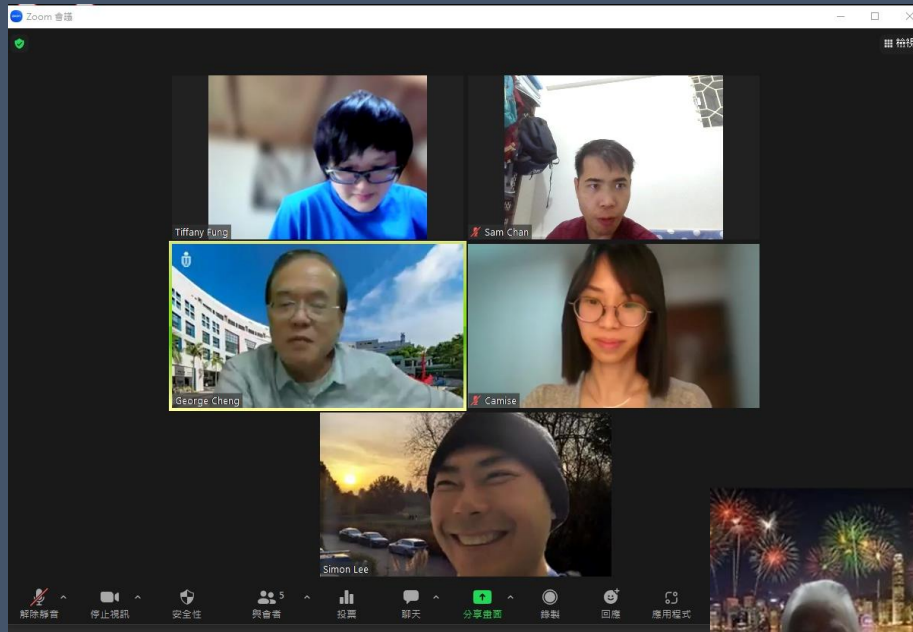 Zoom 會議
檢視
Tiffany Fung
Sam Chan
George Cheng
Camise
Simon Lee
解除靜音
停止視訊
安全性
5
與會者
投票
聊天
分享畫面
錄製
回應
應用程式